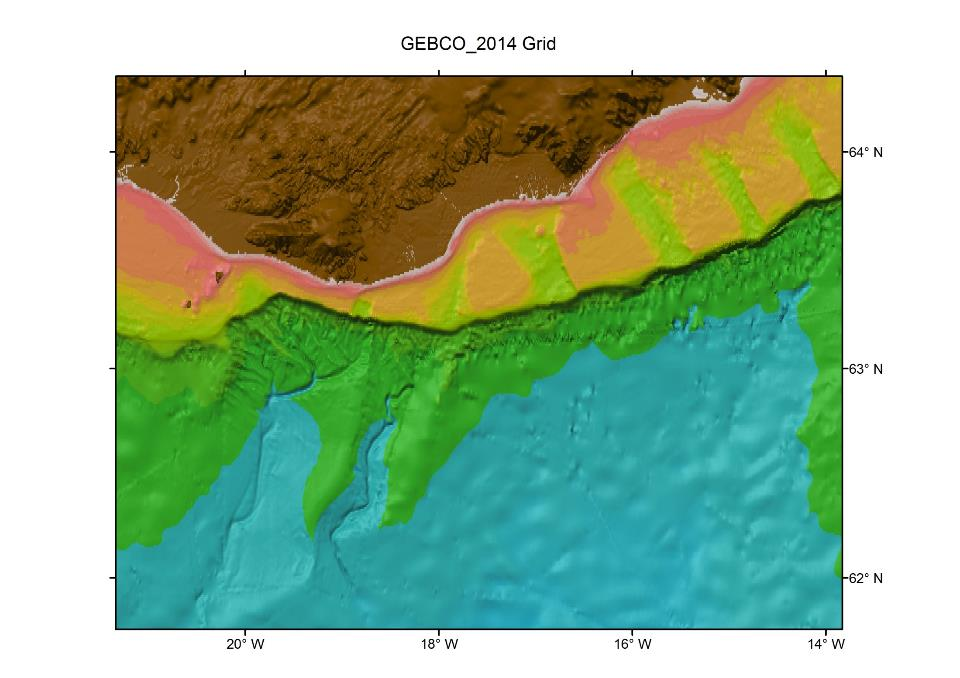 GEBCO_2014 Grid
64° N
63° N
62° N
20° W
18° W
16° W
14° W